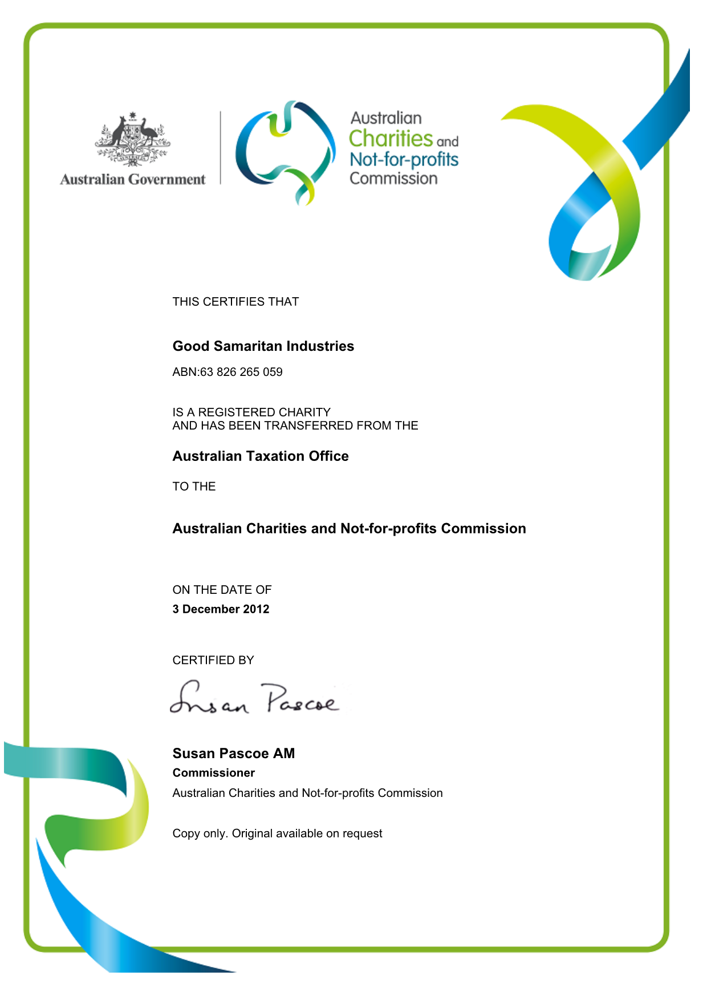 Australian Government
Australian
Charities and
Not-for-profits
Commission
THIS CERTIFIES THAT
Good Samaritan Industries
ABN:63 826 265 059
IS A REGISTERED CHARITY
AND HAS BEEN TRANSFERRED FROM THE
Australian Taxation Office
TO THE
Australian Charities and Not-for-profits Commission
ON THE DATE OF
3 December 2012
CERTIFIED BY
Susan Pascoe
Susan Pascoe AM
Commissioner
Australian Charities and Not-for-profits Commission
Copy only. Original available on request